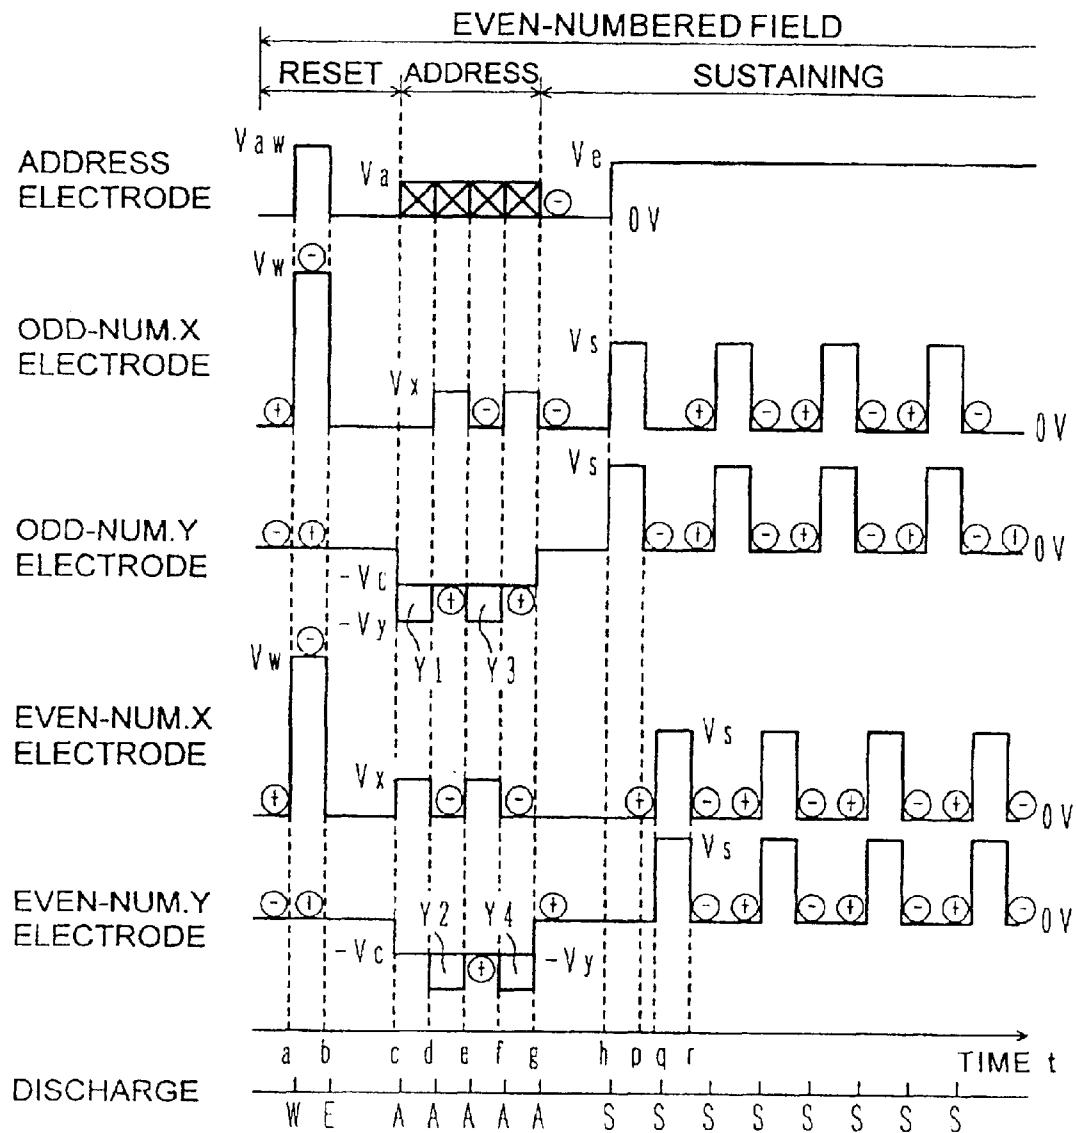 EVEN-NUMBERED FIELD
RESET ADDRESS SUSTAINING
Vaw
ADDRESS
ELECTRODE
Va
Ve
0V
Vw
ODD-NUM.X
ELECTRODE
Vs
Vx
0V
Vs
ODD-NUM.Y
ELECTRODE
0V
-Vc
-Vy
Y1 Y3
Vw
EVEN-NUM.X
ELECTRODE
Vs
Vx
0V
Vs
EVEN-NUM.Y
ELECTRODE
Y2 Y4
0V
-Vc
-Vy
a b c d e f g h p q r TIME t
DISCHARGE
W E A A A A A S S S S S S S S